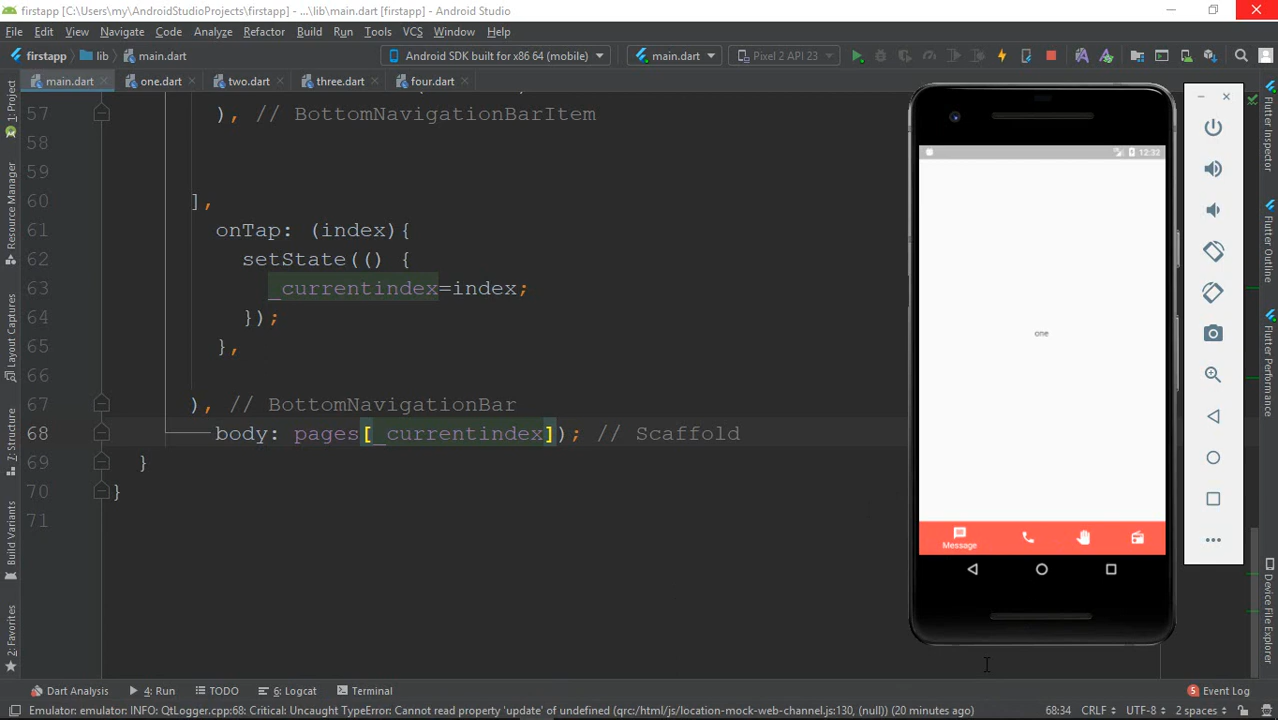 firstapp [C:\Users\my\AndroidStudioProjects\firstapp] - ...\lib\main.dart [firstapp] - Android Studio
File Edit View Navigate Code Analyze Refactor Build Run Tools VCS Window Help
firstapp lib main.dart Android SDK built for x86 64 (mobile) main.dart Pixel 2 API 23
main.dart one.dart two.dart three.dart four.dart
57 ), // BottomNavigationBarItem
58
59
60 ],
61 onTap: (index){
62 setState(() {
63 _currentindex=index;
64 });
65 },
66
67 ), // BottomNavigationBar
68 body: pages[_currentindex]); // Scaffold
69 }
70 }
71
1: Project
Resource Manager
Layout Captures
7: Structure
Build Variants
2: Favorites
12:32
one
Message
Flutter Inspector
Flutter Outline
Flutter Performance
Device File Explorer
Dart Analysis 4: Run TODO 6: Logcat Terminal 5 Event Log
Emulator: emulator: INFO: QtLogger.cpp:68: Critical: Uncaught TypeError: Cannot read property 'update' of undefined (qrc:/html/js/location-mock-web-channel.js:130, (null)) (20 minutes ago) 68:34 CRLF UTF-8 2 spaces